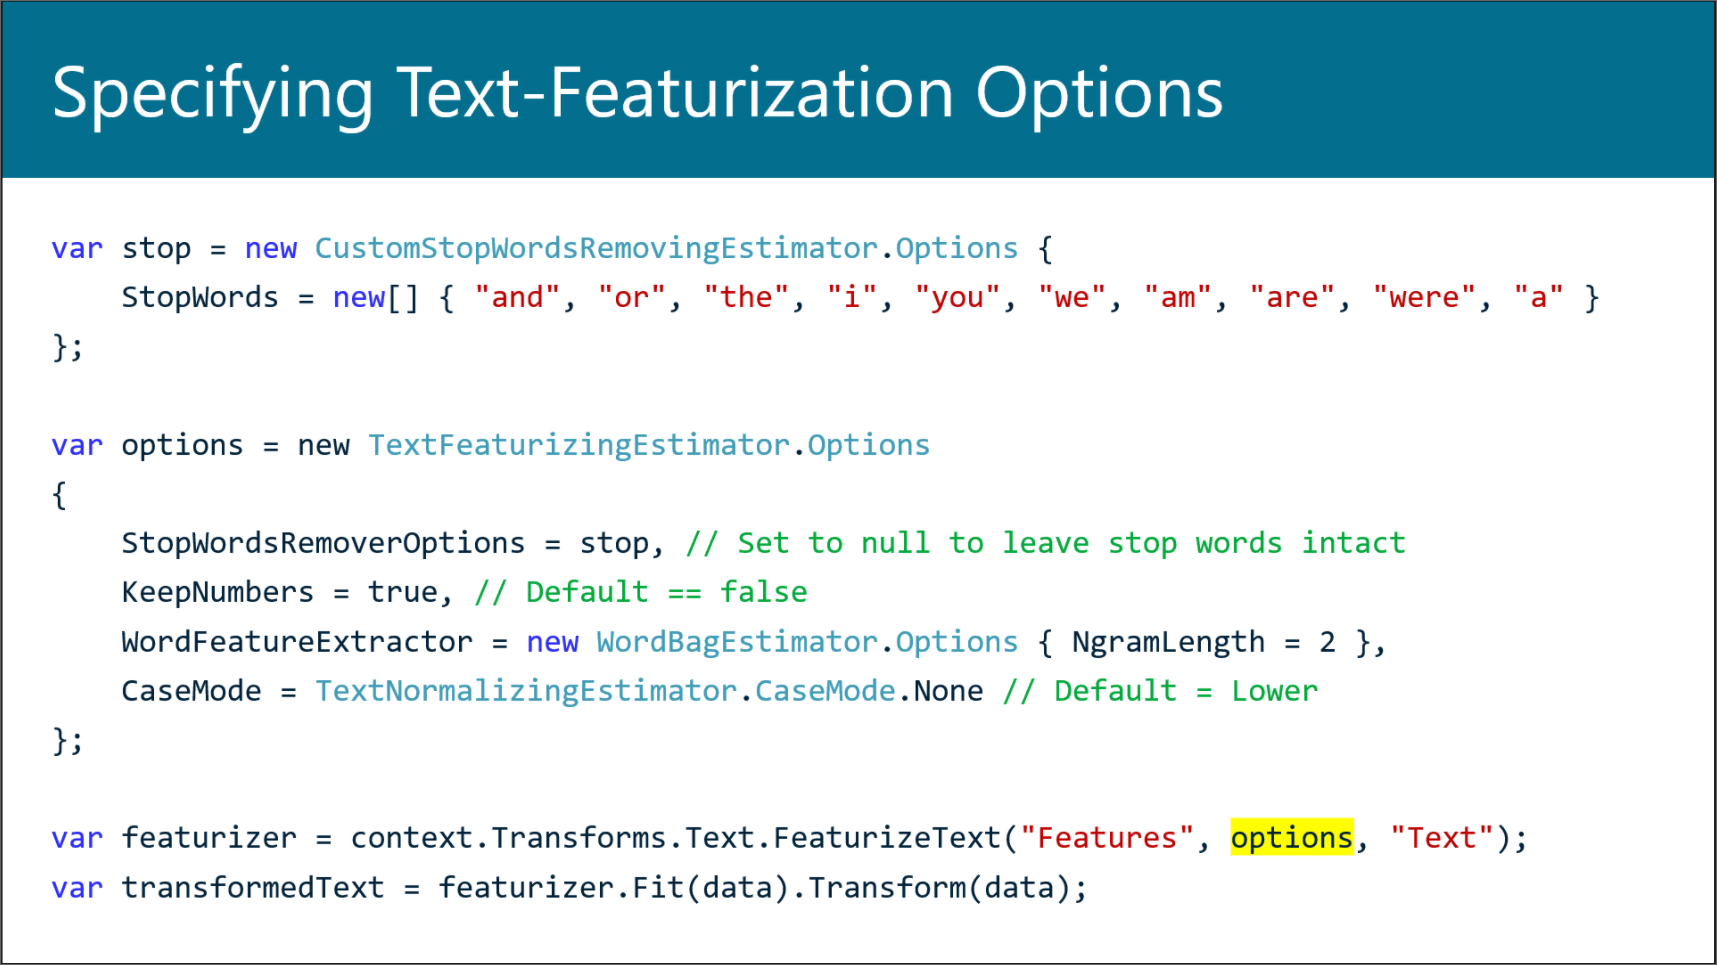 Specifying Text-Featurization Options
var stop = new CustomStopWordsRemovingEstimator.Options {
    StopWords = new[] { "and", "or", "the", "i", "you", "we", "am", "are", "were", "a" }
};
var options = new TextFeaturizingEstimator.Options
{
    StopWordsRemoverOptions = stop, // Set to null to leave stop words intact
    KeepNumbers = true, // Default == false
    WordFeatureExtractor = new WordBagEstimator.Options { NgramLength = 2 },
    CaseMode = TextNormalizingEstimator.CaseMode.None // Default = Lower
};
var featurizer = context.Transforms.Text.FeaturizeText("Features", options, "Text");
var transformedText = featurizer.Fit(data).Transform(data);